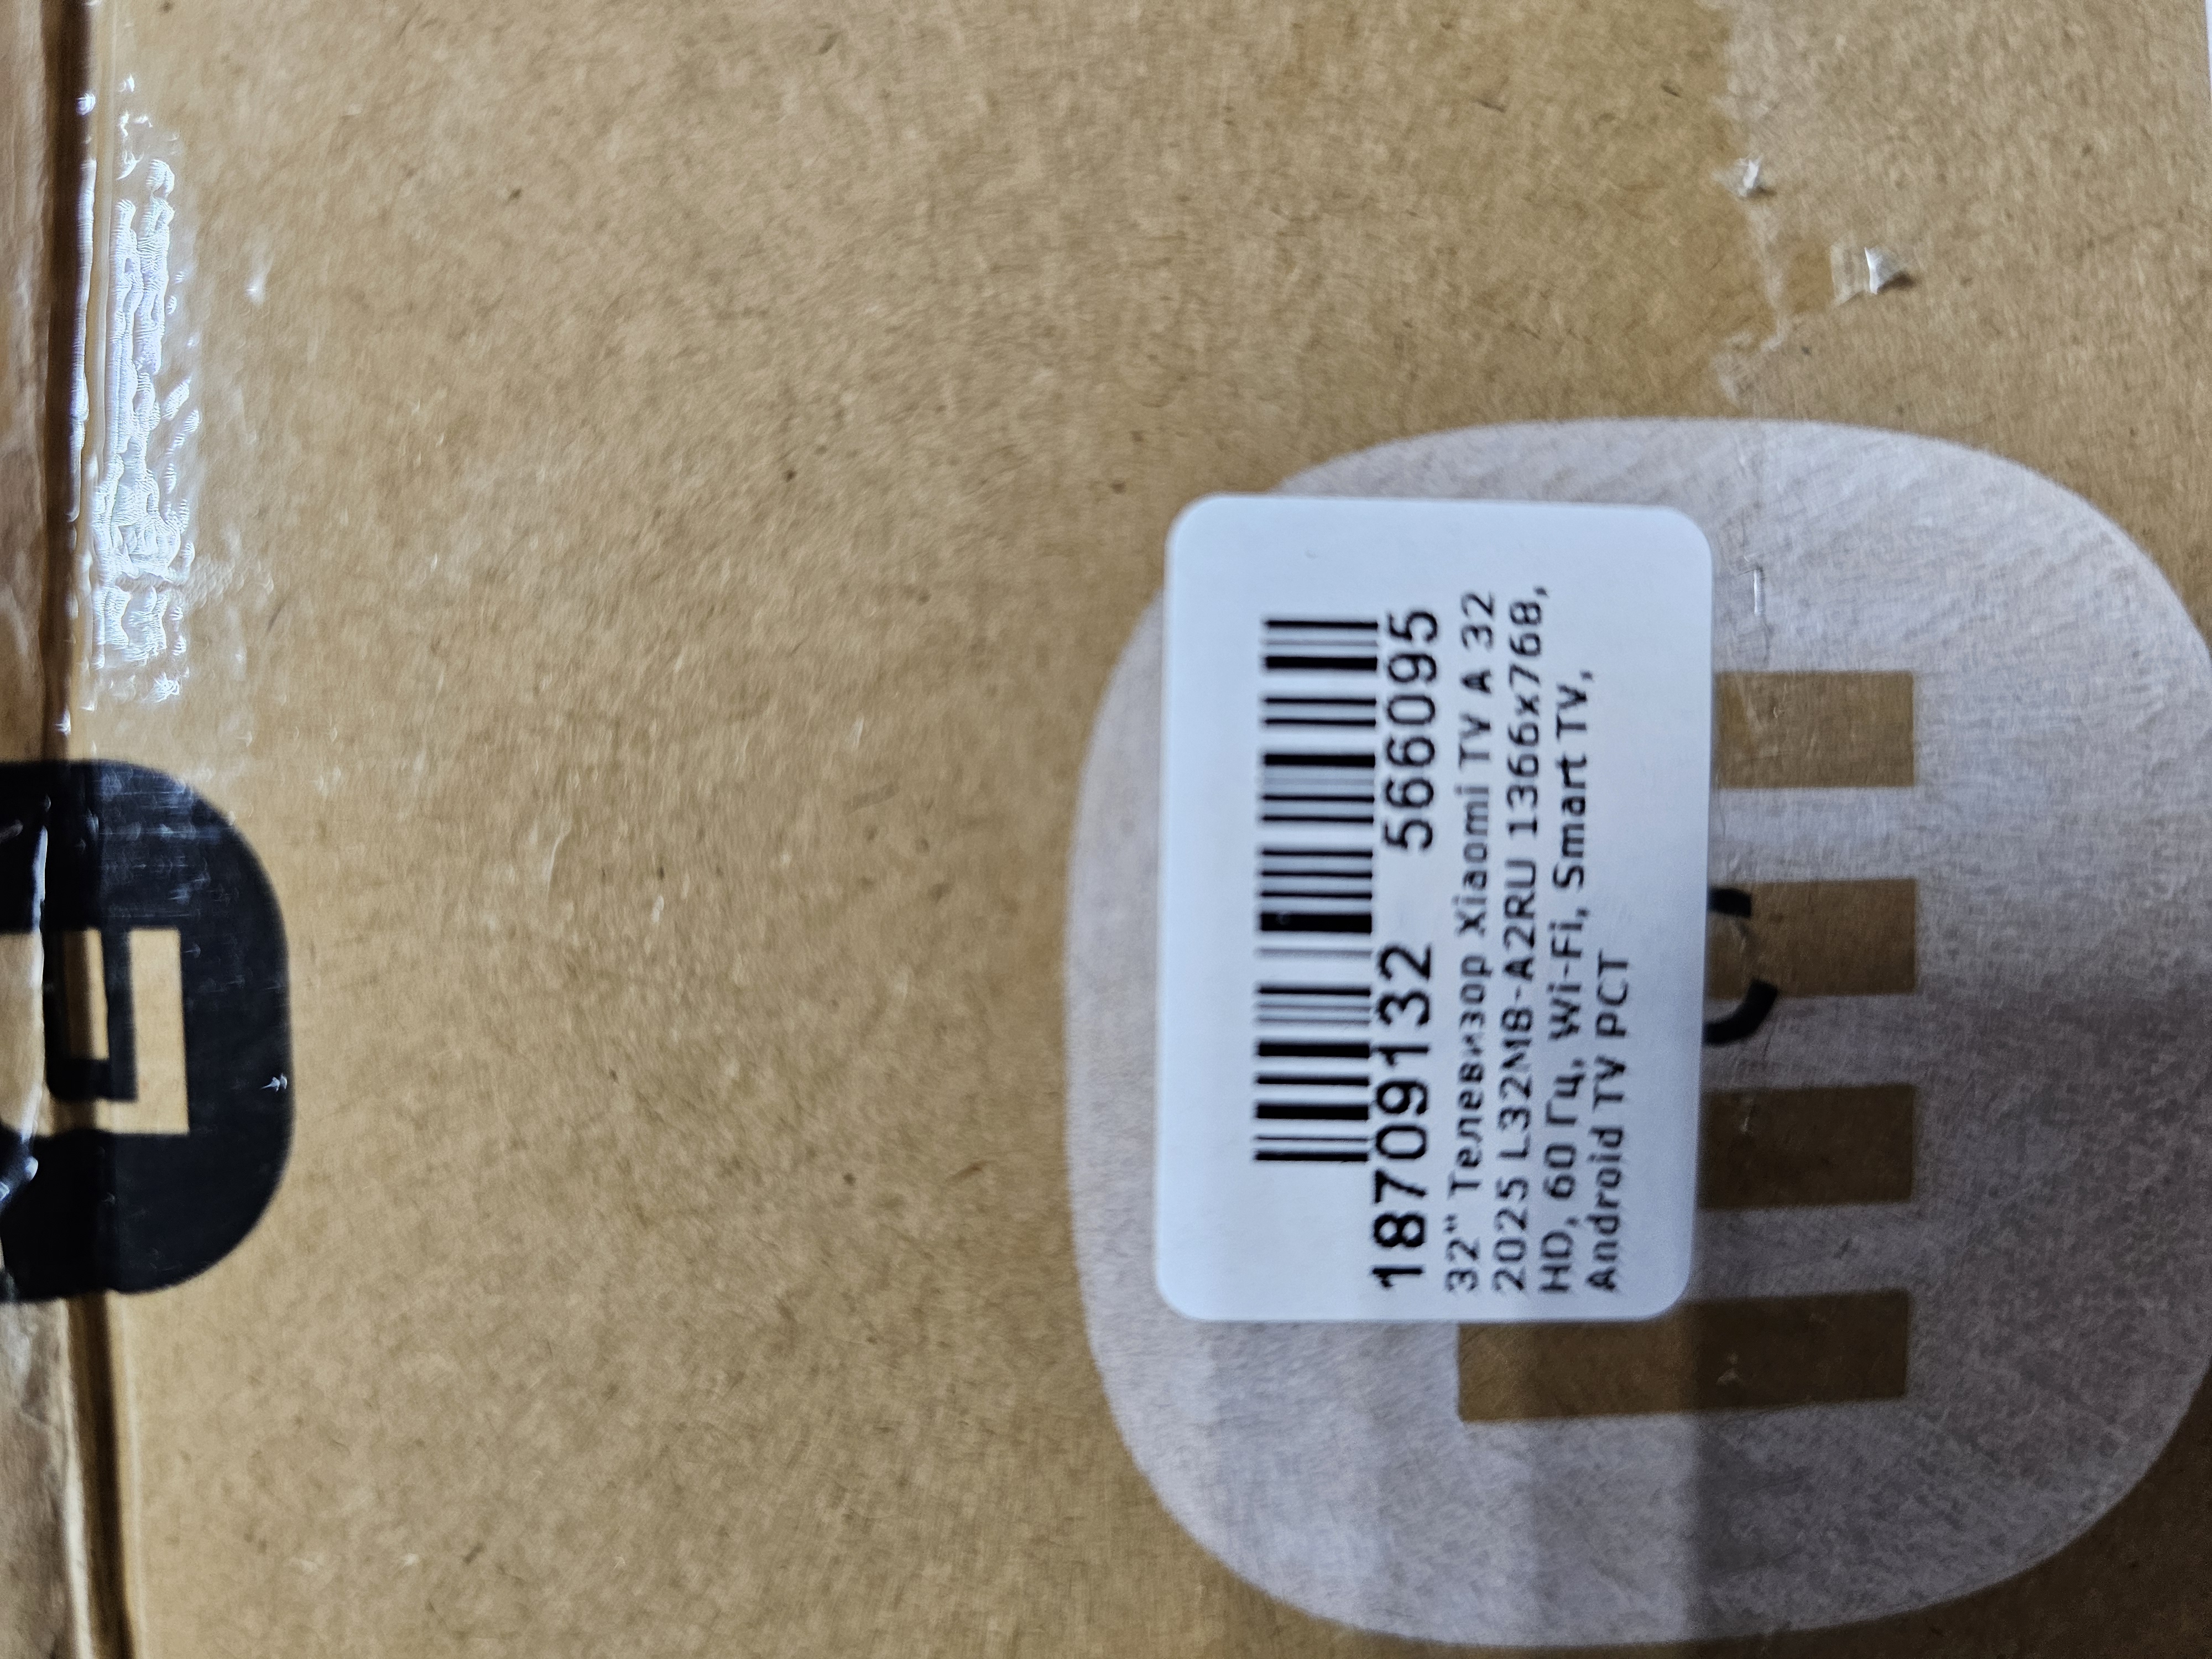 18709132 566095
32" Телевизор Xiaomi TV A 32
2025 L32M8-A2RU 1366x768,
HD, 60 Гц, Wi-Fi, Smart TV,
Android TV РСТ